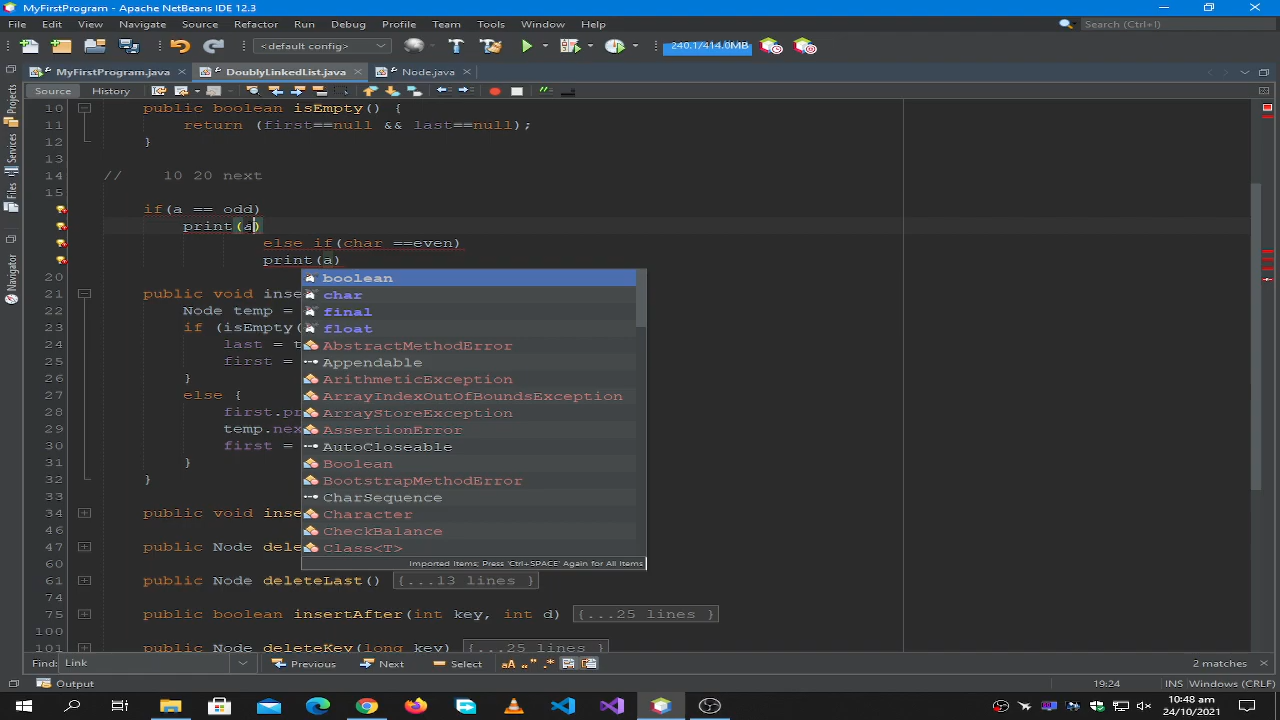 MyFirstProgram - Apache NetBeans IDE 12.3
File Edit View Navigate Source Refactor Run Debug Profile Team Tools Window Help
Search (Ctrl+I)
<default config>
240.1/414.0MB
MyFirstProgram.java DoublyLinkedList.java Node.java
Source History
Projects
Services
Files
Navigator
10 public boolean isEmpty() {
11 return (first==null && last==null);
12 }
13
14 // 10 20 next
15
if(a == odd)
print(a)
else if(char ==even)
print(a)
20
21 public void inse
22 Node temp =
23 if (isEmpty(
24 last = t
25 first =
26 }
27 else {
28 first.pr
29 temp.nex
30 first =
31 }
32 }
33
34 public void inse
46
47 public Node dele
60
61 public Node deleteLast() {...13 lines }
74
75 public boolean insertAfter(int key, int d) {...25 lines }
100
101 public Node deleteKey(long key) {...25 lines }
boolean
char
final
float
AbstractMethodError
Appendable
ArithmeticException
ArrayIndexOutOfBoundsException
ArrayStoreException
AssertionError
AutoCloseable
Boolean
BootstrapMethodError
CharSequence
Character
CheckBalance
Class<T>
Imported Items; Press 'Ctrl+SPACE' Again for All Items
Find: Link Previous Next Select 2 matches
Output
19:24 INS Windows (CRLF)
10:48 am
24/10/2021